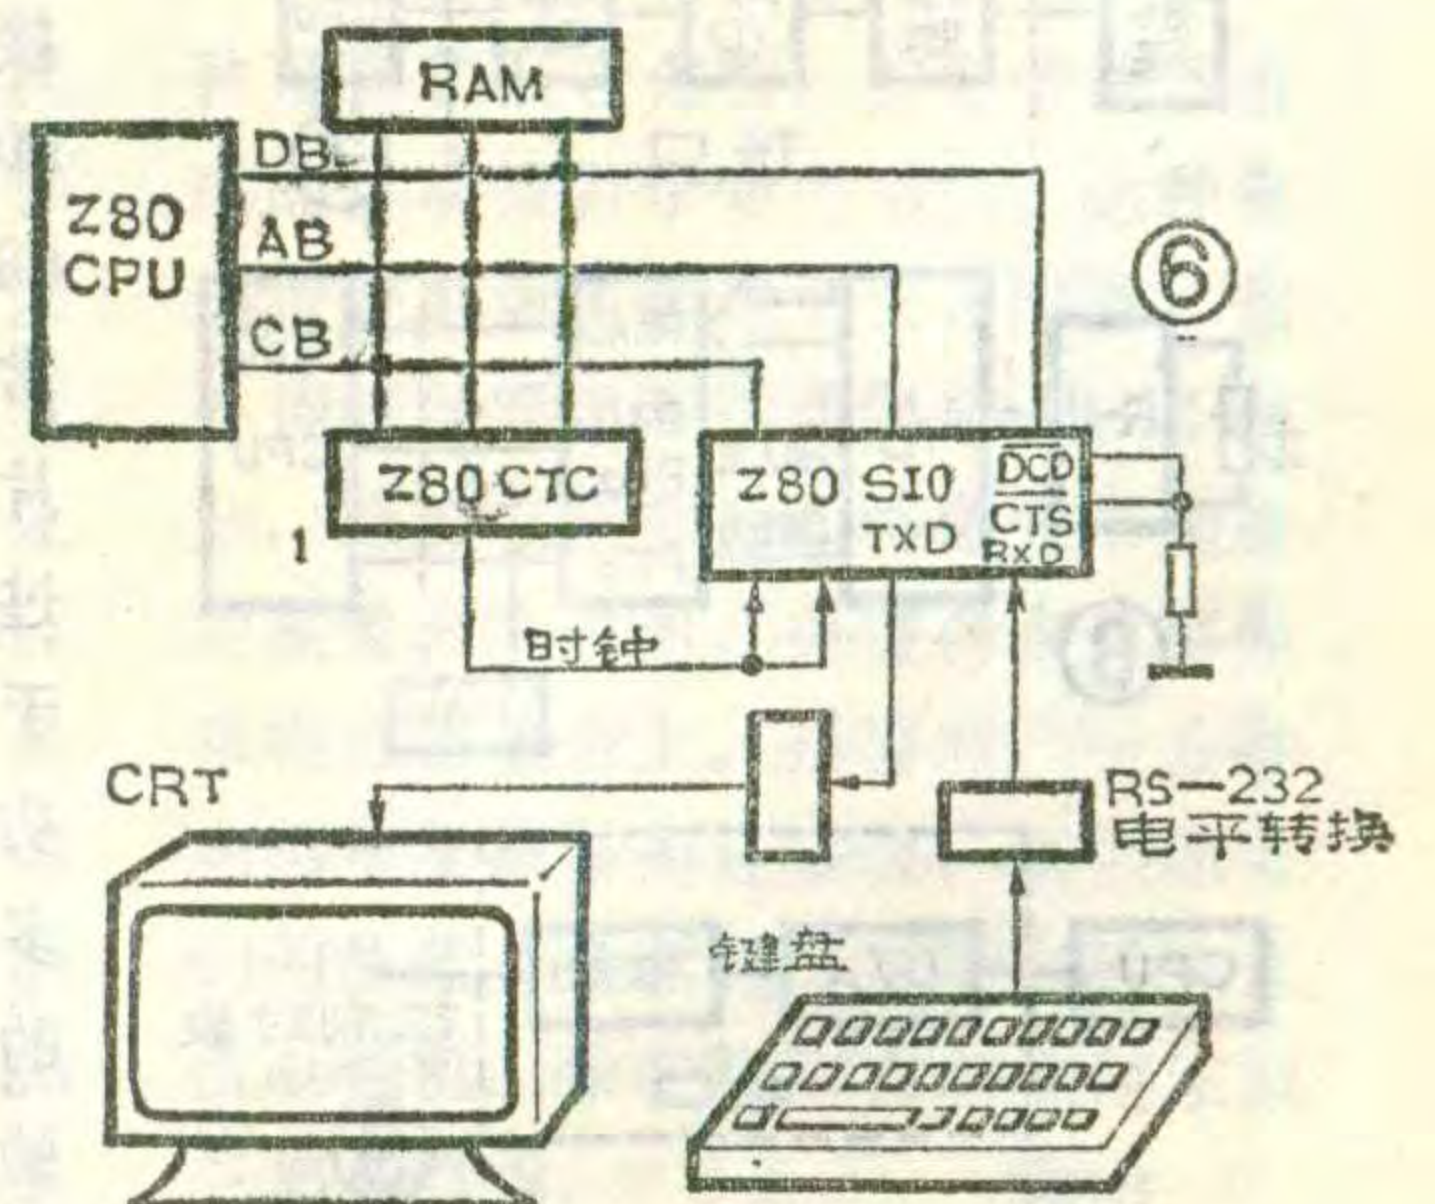 RAM
DB
Z80
CPU
AB
CB
⑥
Z80 CTC
Z80 SIO
DCD
CTS
TXD
RXD
1
时钟
CRT
RS-232
电平转换
键盘